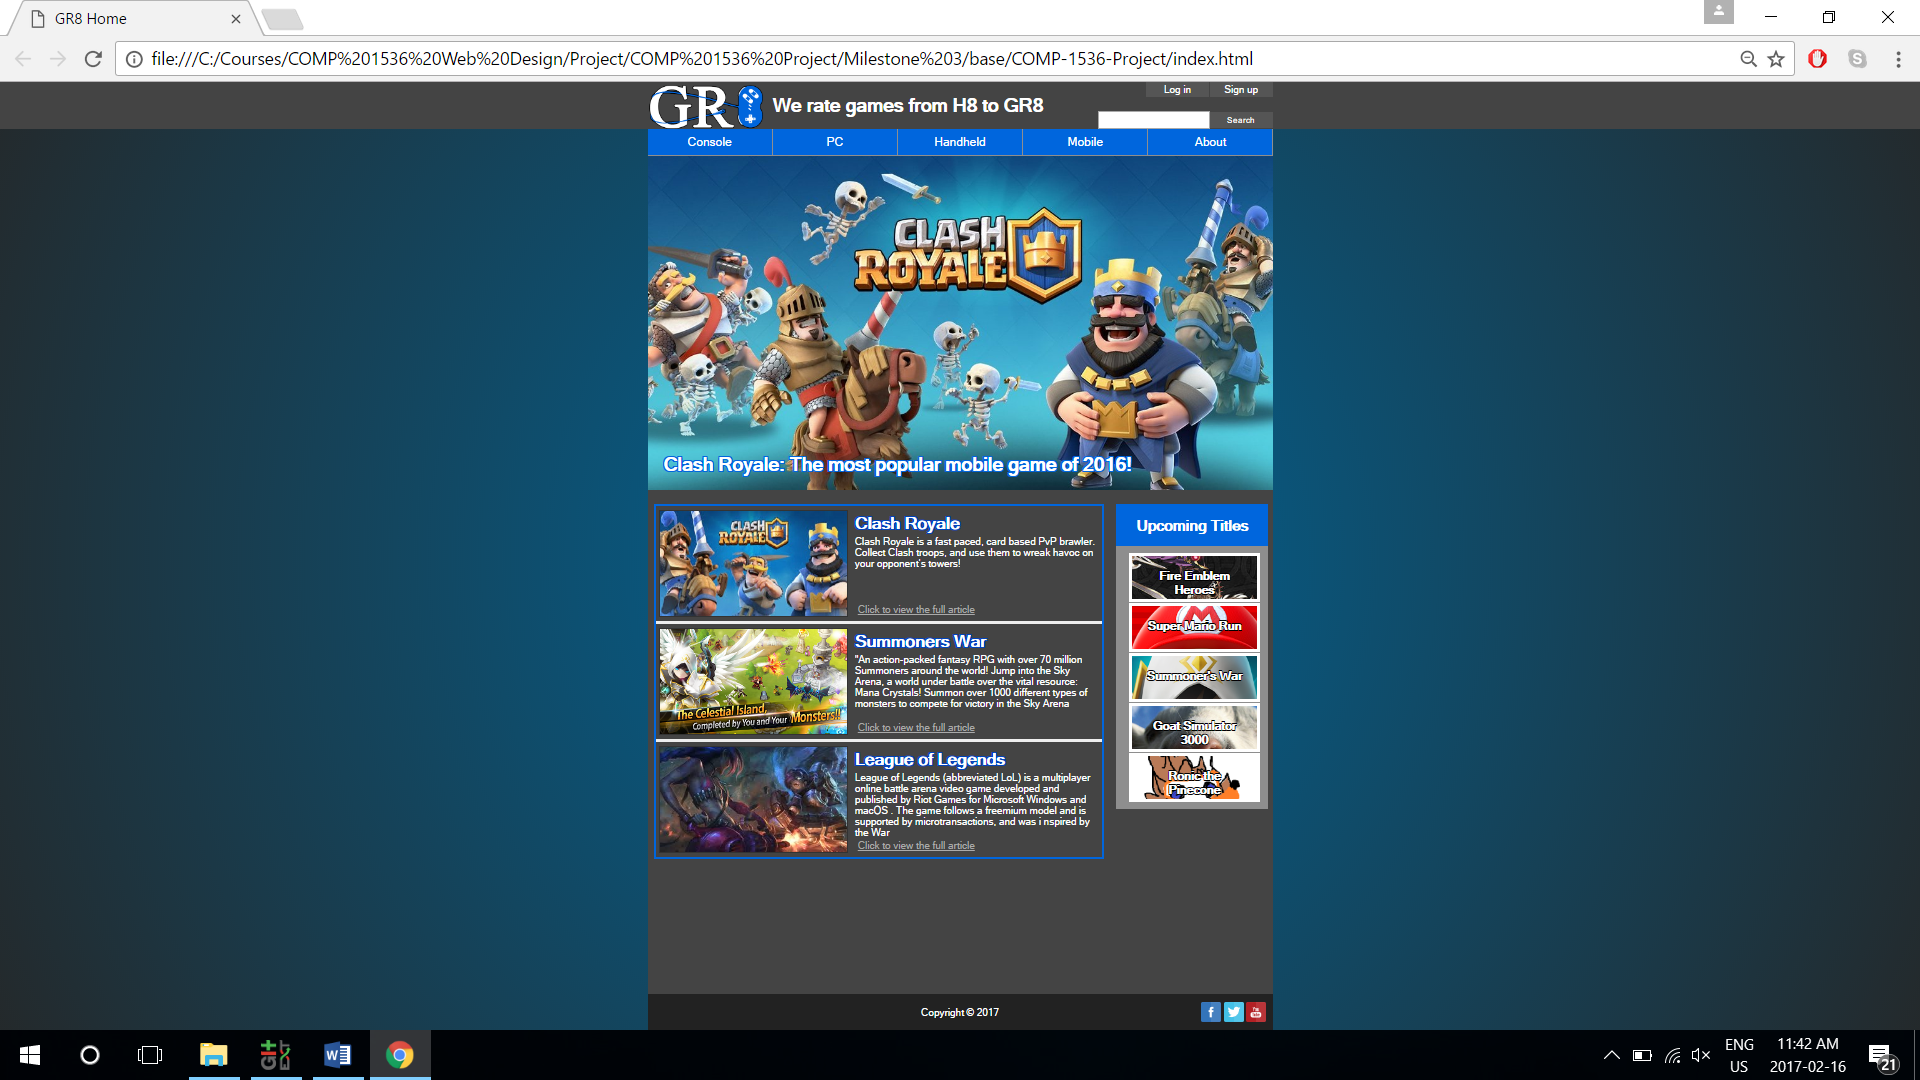 GR8 Home
file:///C:/Courses/COMP%201536%20Web%20Design/Project/COMP%201536%20Project/Milestone%203/base/COMP-1536-Project/index.html
GR8
We rate games from H8 to GR8
Log in
Sign up
Search
Console
PC
Handheld
Mobile
About
CLASH
ROYALE
Clash Royale: The most popular mobile game of 2016!
CLASH
ROYALE
Clash Royale
Clash Royale is a fast paced, card based PvP brawler.
Collect Clash troops, and use them to wreak havoc on
your opponent's towers!
Click to view the full article
The Celestial Island,
Completed by You and Your Monsters!!
Summoners War
"An action-packed fantasy RPG with over 70 million
Summoners around the world! Jump into the Sky
Arena, a world under battle over the vital resource:
Mana Crystals! Summon over 1000 different types of
monsters to compete for victory in the Sky Arena
Click to view the full article
League of Legends
League of Legends (abbreviated LoL) is a multiplayer
online battle arena video game developed and
published by Riot Games for Microsoft Windows and
macOS . The game follows a freemium model and is
supported by microtransactions, and was i nspired by
the War
Click to view the full article
Upcoming Titles
Fire Emblem
Heroes
M
Super Mario Run
Summoner's War
Goat Simulator
3000
Ronic the
Pinecone
Copyright © 2017
f
You
Tube
Git
W
ENG
US
11:42 AM
2017-02-16
21